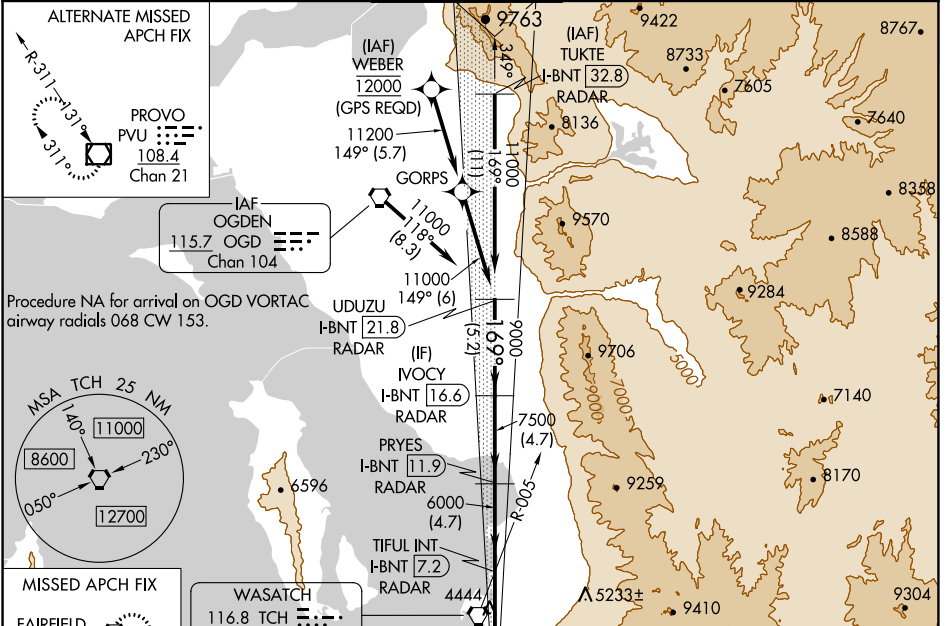 ALTERNATE MISSED
APCH FIX
R-311
131°
311°
PROVO
PVU
108.4
Chan 21
(IAF)
WEBER
12000
(GPS REQD)
11200
149° (5.7)
GORPS
349°
(IAF)
TUKTE
I-BNT 32.8
RADAR
9763
9422
8767
8733
7605
7640
8136
8358
9570
8588
9284
9706
9000
7000
5000
7140
8170
9259
5233±
9410
9304
11000
169°
(11)
IAF
OGDEN
115.7 OGD
Chan 104
11000
118°
(8.3)
11000
149° (6)
Procedure NA for arrival on OGD VORTAC
airway radials 068 CW 153.
UDUZU
I-BNT 21.8
RADAR
9000
169°
(5.2)
(IF)
IVOCY
I-BNT 16.6
RADAR
7500
(4.7)
PRYES
I-BNT 11.9
RADAR
6000
(4.7)
R-005
TIFUL INT
I-BNT 7.2
RADAR
4444
MSA TCH 25 NM
140°
11000
8600
230°
050°
12700
6596
MISSED APCH FIX
FAIRFIELD
WASATCH
116.8 TCH